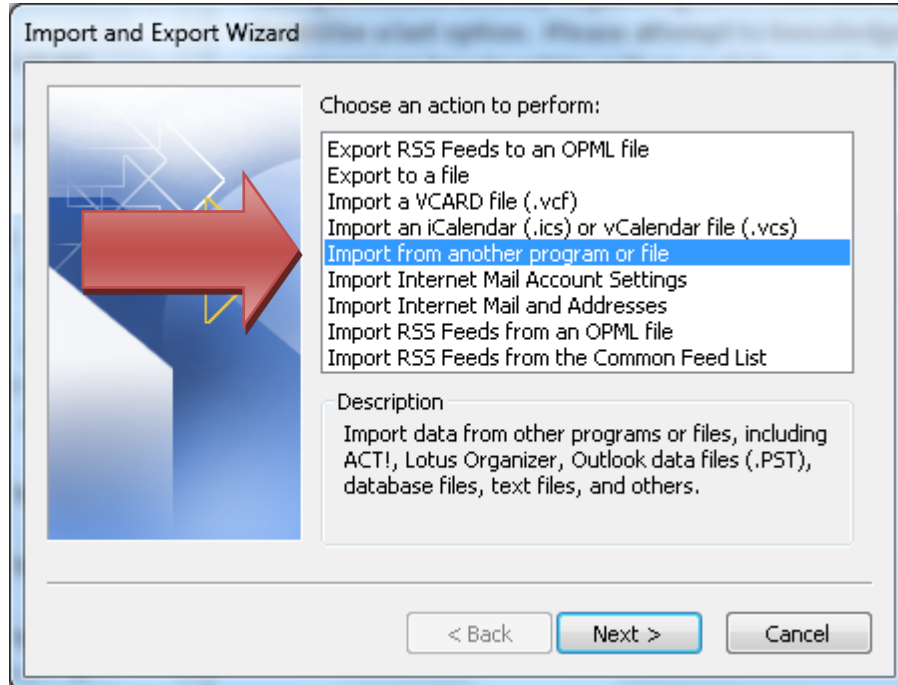 Import and Export Wizard
Choose an action to perform:
Export RSS Feeds to an OPML file
Export to a file
Import a VCARD file (.vcf)
Import an iCalendar (.ics) or vCalendar file (.vcs)
Import from another program or file
Import Internet Mail Account Settings
Import Internet Mail and Addresses
Import RSS Feeds from an OPML file
Import RSS Feeds from the Common Feed List
Description
Import data from other programs or files, including
ACT!, Lotus Organizer, Outlook data files (.PST),
database files, text files, and others.
< Back Next > Cancel